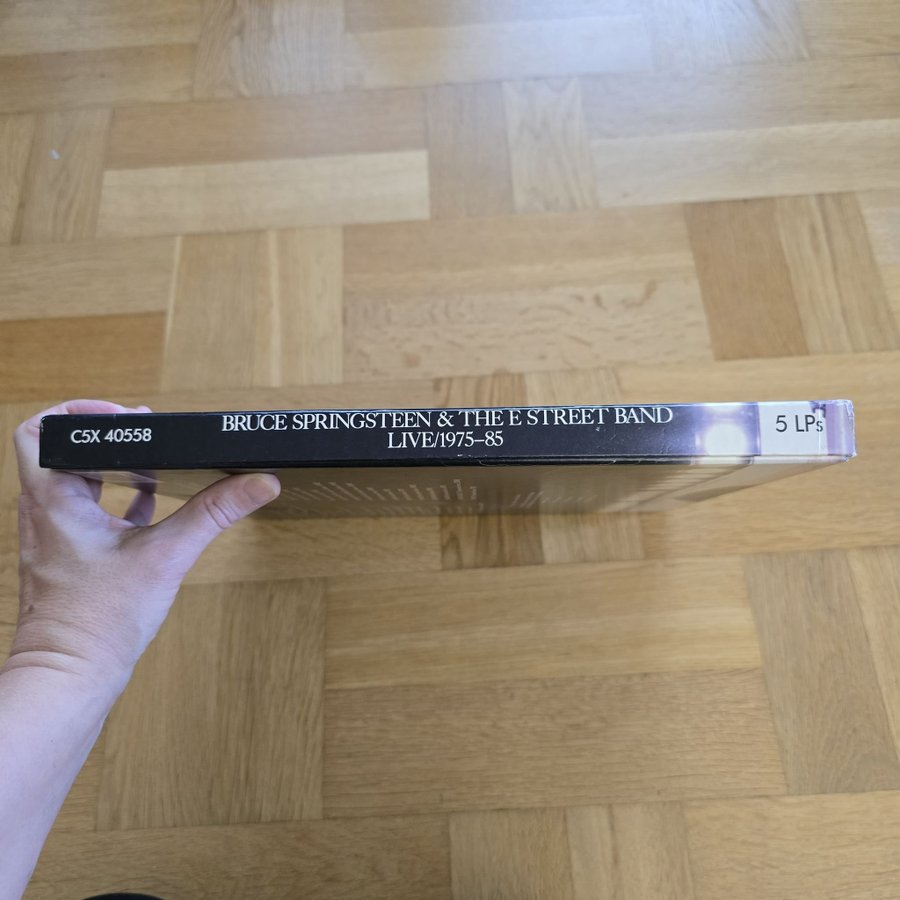 C5X 40558
BRUCE SPRINGSTEEN & THE E STREET BAND
LIVE/1975–85
5 LPs